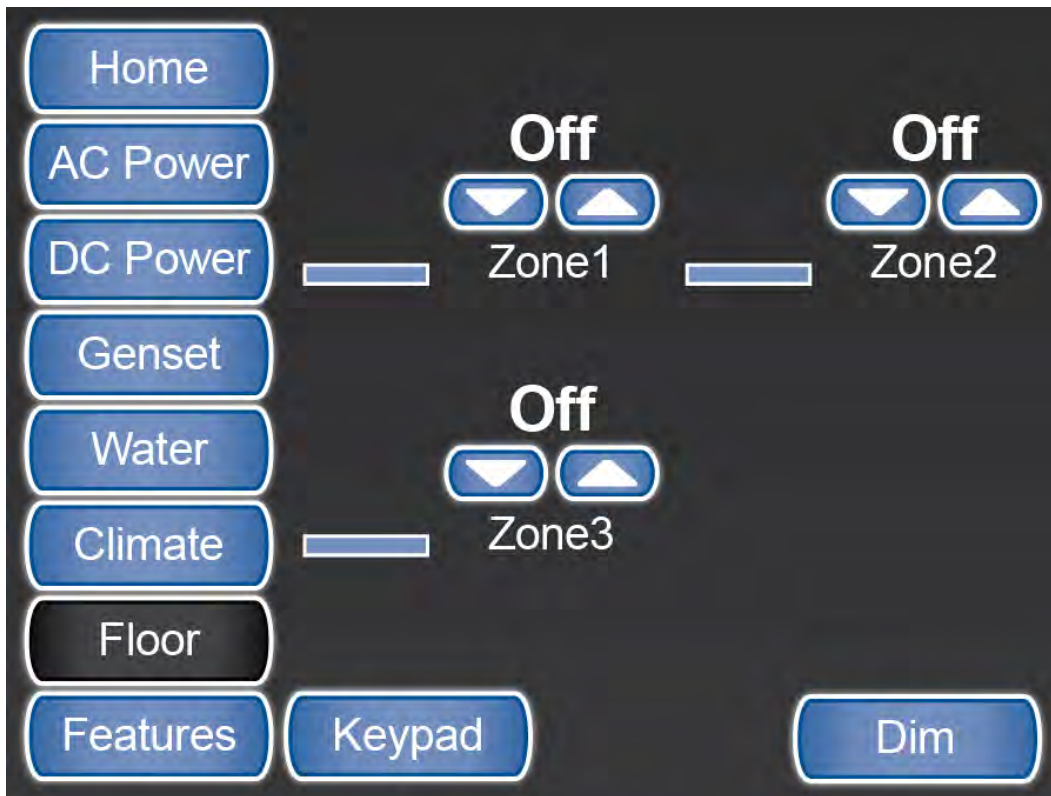 Home
AC Power
DC Power
Genset
Water
Climate
Floor
Features
Off
Zone1
Off
Zone2
Off
Zone3
Keypad
Dim